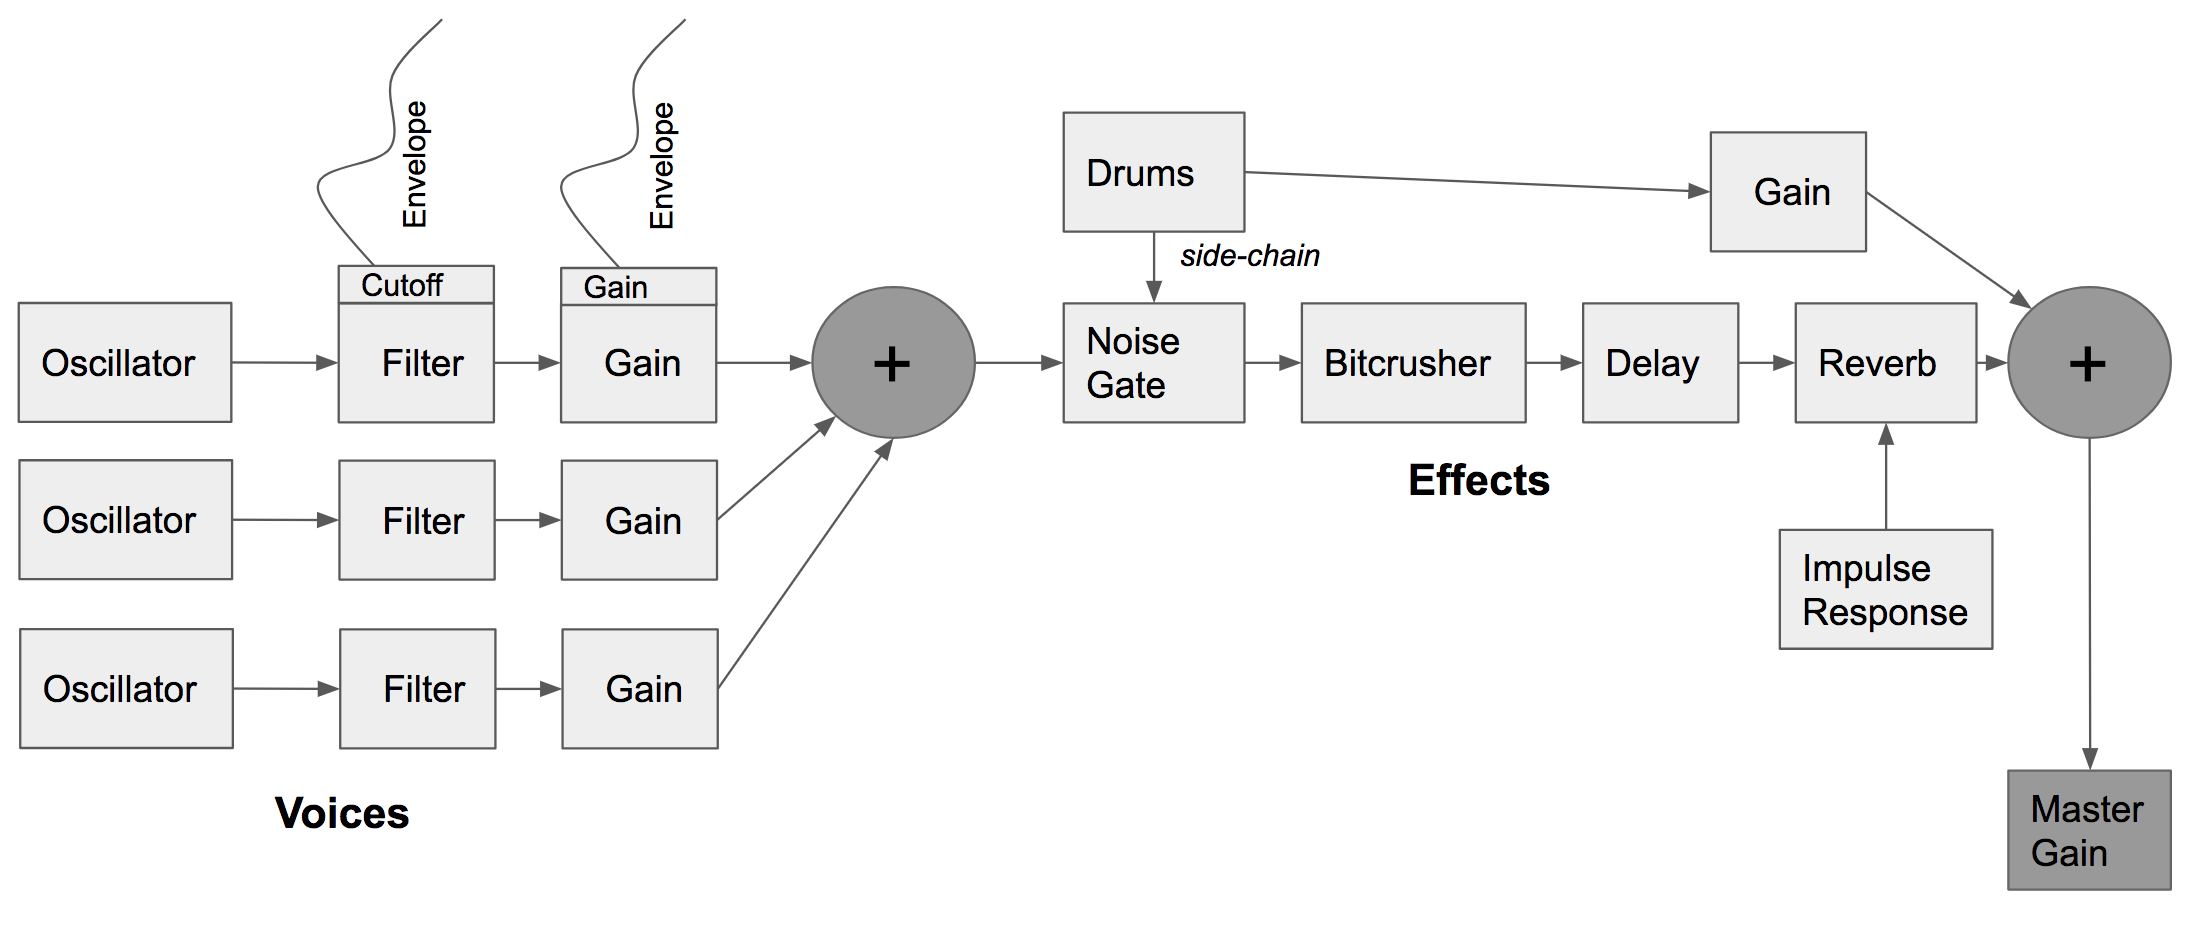 Envelope
Envelope
Cutoff
Gain
Oscillator
Filter
Gain
+
Oscillator
Filter
Gain
Oscillator
Filter
Gain
Voices
Drums
Gain
side-chain
Noise
Gate
Bitcrusher
Delay
Reverb
+
Effects
Impulse
Response
Master
Gain